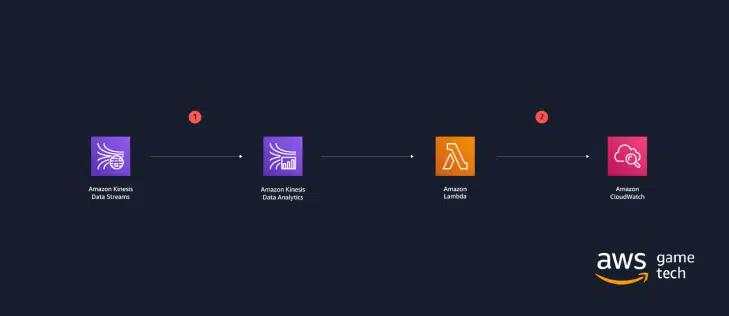 1
2
Amazon Kinesis
Data Streams
Amazon Kinesis
Data Analytics
Amazon
Lambda
Amazon
CloudWatch
aws game
tech